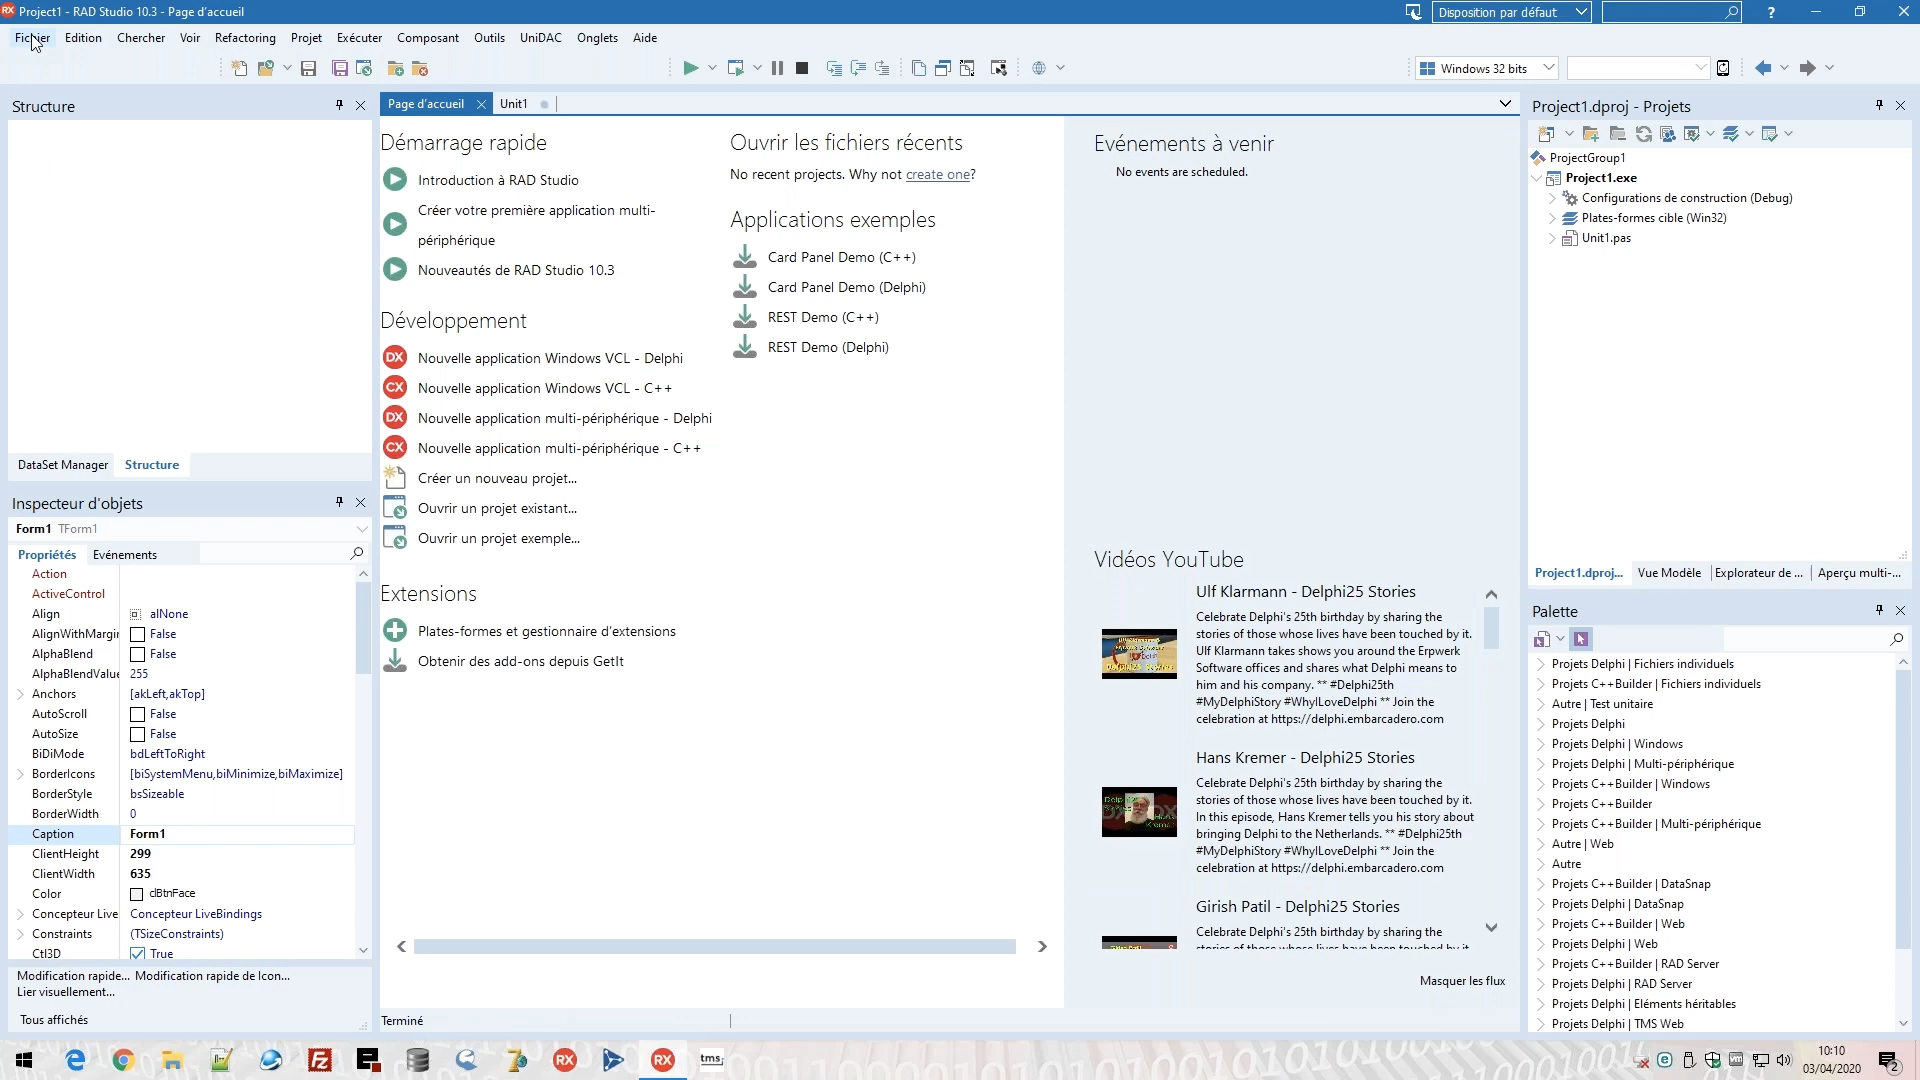 Project1 - RAD Studio 10.3 - Page d'accueil
Disposition par défaut
?
Fichier Edition Chercher Voir Refactoring Projet Exécuter Composant Outils UniDAC Onglets Aide
Windows 32 bits
Structure
DataSet Manager Structure
Inspecteur d'objets
Form1 TForm1
Propriétés Evénements
Action
ActiveControl
Align alNone
AlignWithMargi False
AlphaBlend False
AlphaBlendValue 255
Anchors [akLeft,akTop]
AutoScroll False
AutoSize False
BiDiMode bdLeftToRight
BorderIcons [biSystemMenu,biMinimize,biMaximize]
BorderStyle bsSizeable
BorderWidth 0
Caption Form1
ClientHeight 299
ClientWidth 635
Color clBtnFace
Concepteur Live Concepteur LiveBindings
Constraints (TSizeConstraints)
Ctl3D True
Modification rapide... Modification rapide de Icon...
Lier visuellement...
Tous affichés
Page d'accueil Unit1
Démarrage rapide
Introduction à RAD Studio
Créer votre première application multi-
périphérique
Nouveautés de RAD Studio 10.3
Développement
Nouvelle application Windows VCL - Delphi
Nouvelle application Windows VCL - C++
Nouvelle application multi-périphérique - Delphi
Nouvelle application multi-périphérique - C++
Créer un nouveau projet...
Ouvrir un projet existant...
Ouvrir un projet exemple...
Extensions
Plates-formes et gestionnaire d'extensions
Obtenir des add-ons depuis GetIt
Ouvrir les fichiers récents
No recent projects. Why not create one?
Applications exemples
Card Panel Demo (C++)
Card Panel Demo (Delphi)
REST Demo (C++)
REST Demo (Delphi)
Evénements à venir
No events are scheduled.
Vidéos YouTube
Ulf Klarmann - Delphi25 Stories
Celebrate Delphi's 25th birthday by sharing the
stories of those whose lives have been touched by it.
Ulf Klarmann takes shows you around the Erpwerk
Software offices and shares what Delphi means to
him and his company. ** #Delphi25th
#MyDelphiStory #WhyILoveDelphi ** Join the
celebration at https://delphi.embarcadero.com
Hans Kremer - Delphi25 Stories
Celebrate Delphi's 25th birthday by sharing the
stories of those whose lives have been touched by it.
In this episode, Hans Kremer tells you his story about
bringing Delphi to the Netherlands. ** #Delphi25th
#MyDelphiStory #WhyILoveDelphi ** Join the
celebration at https://delphi.embarcadero.com
Girish Patil - Delphi25 Stories
Celebrate Delphi's 25th birthday by sharing the
stories of those whose lives have been touched by it.
Masquer les flux
Terminé
Project1.dproj - Projets
ProjectGroup1
Project1.exe
Configurations de construction (Debug)
Plates-formes cible (Win32)
Unit1.pas
Project1.dproj... Vue Modèle Explorateur de ... Aperçu multi-...
Palette
Projets Delphi | Fichiers individuels
Projets C++Builder | Fichiers individuels
Autre | Test unitaire
Projets Delphi
Projets Delphi | Windows
Projets Delphi | Multi-périphérique
Projets C++Builder | Windows
Projets C++Builder
Projets C++Builder | Multi-périphérique
Autre | Web
Autre
Projets C++Builder | DataSnap
Projets Delphi | DataSnap
Projets C++Builder | Web
Projets Delphi | Web
Projets C++Builder | RAD Server
Projets Delphi | RAD Server
Projets Delphi | Eléments héritables
Projets Delphi | TMS Web
tms
10:10
03/04/2020
2